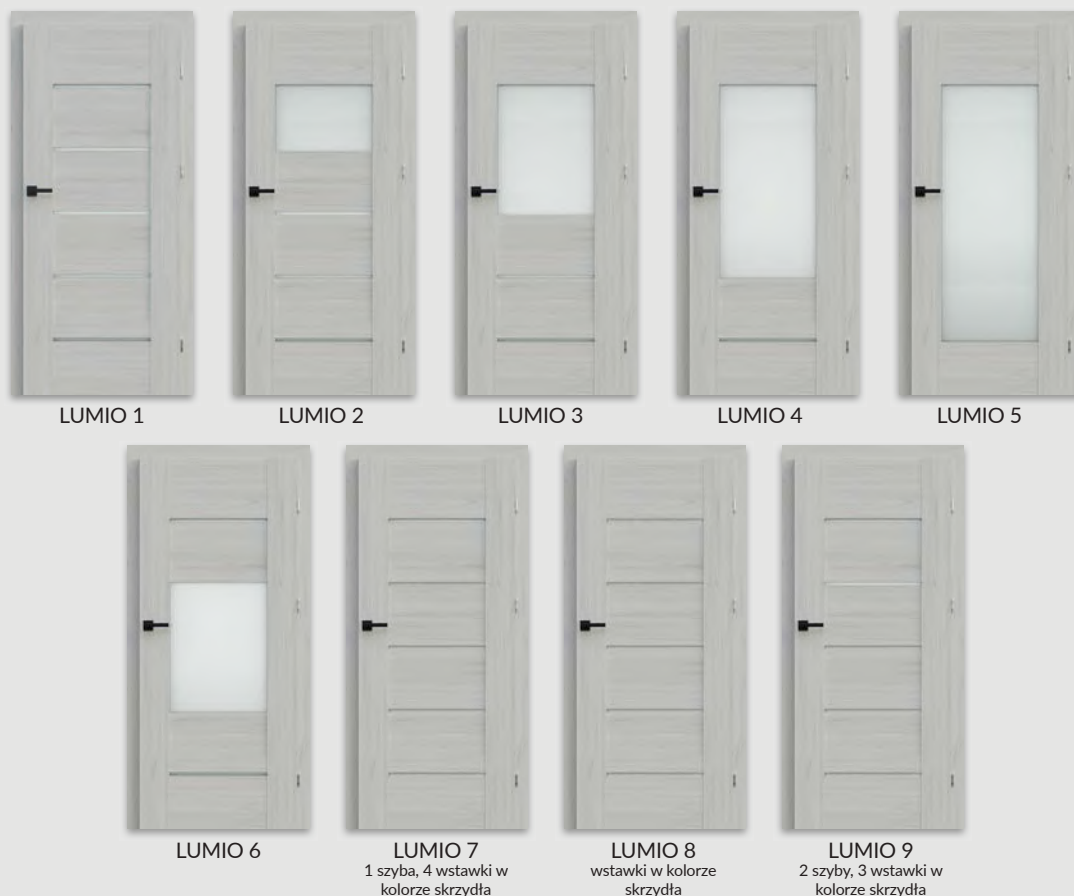 LUMIO 1
LUMIO 2
LUMIO 3
LUMIO 4
LUMIO 5
LUMIO 6
LUMIO 7
1 szyba, 4 wstawki w
kolorze skrzydła
LUMIO 8
wstawki w kolorze
skrzydła
LUMIO 9
2 szyby, 3 wstawki w
kolorze skrzydła